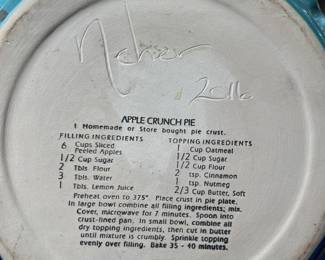 2016
APPLE CRUNCH PIE
1 Homemade or Store bought pie crust.
FILLING INGREDIENTS
6 Cups Sliced
Peeled Apples
1/2 Cup Sugar
2 Tbls. Flour
3 Tbls. Water
1 Tbls. Lemon Juice
TOPPING INGREDIENTS
1 Cup Oatmeal
1/2 Cup Sugar
1/2 Cup Flour
2 tsp. Cinnamon
1 tsp. Nutmeg
2/3 Cup Butter, Soft
Preheat oven to 375° Place crust in pie plate.
In large bowl combine all filling ingredients; mix.
Cover, microwave for 7 minutes. Spoon into
crust-lined pan. In small bowl, combine all
dry topping ingredients, then cut in butter
until mixture is crumbly. Sprinkle topping
evenly over filling. Bake 35 - 40 minutes.